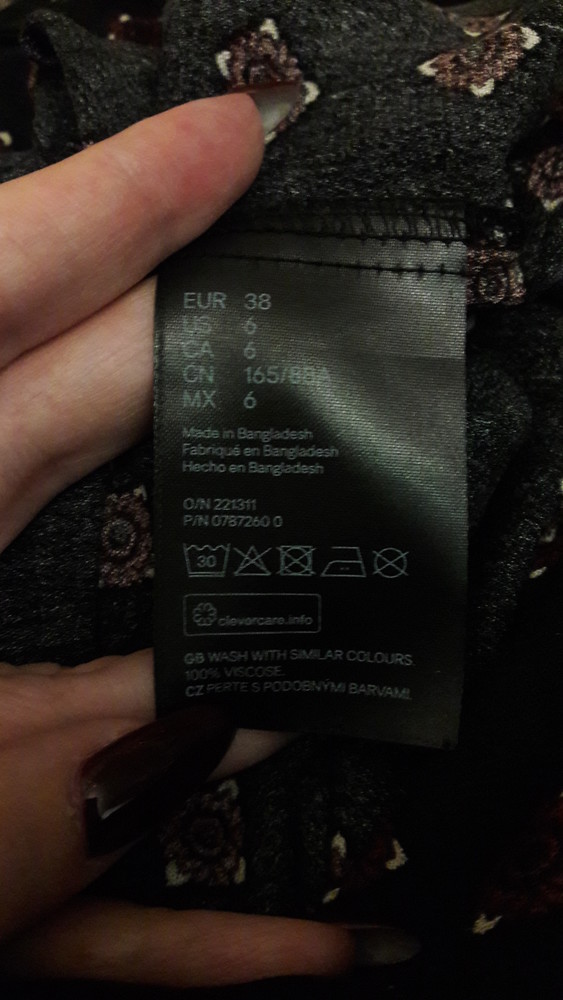 EUR 38
US 6
CA 6
CN 165/88A
MX 6
Made in Bangladesh
Fabriqué en Bangladesh
Hecho en Bangladesh
O/N 221311
P/N 0787260 0
30
clevercare.info
GB WASH WITH SIMILAR COLOURS.
100% VISCOSE.
CZ PERTE S PODOBNÝMI BARVAMI.